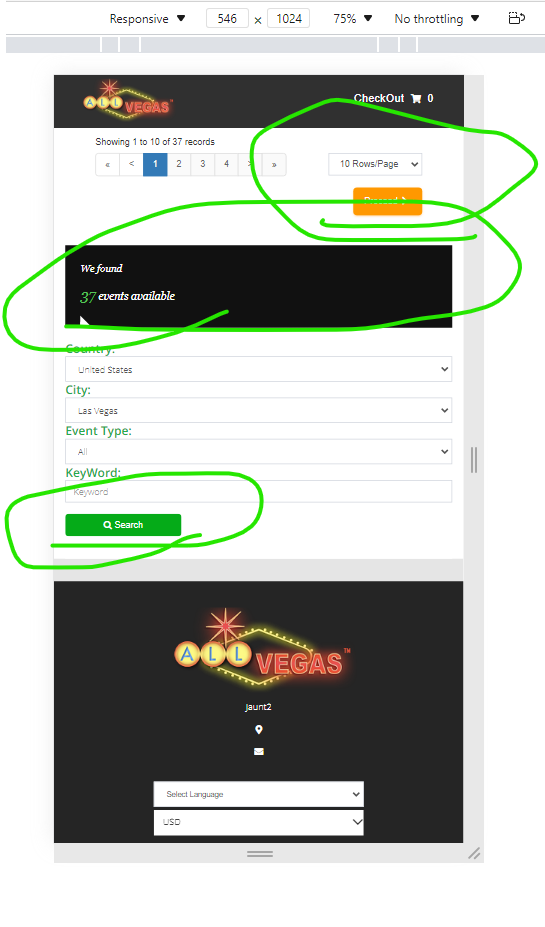 Responsive ▼ 546 × 1024 75% ▼ No throttling ▼
ALL VEGAS CheckOut 0
Showing 1 to 10 of 37 records
« < 1 2 3 4 > » 10 Rows/Page
Proceed
We found
37 events available
Country:
United States
City:
Las Vegas
Event Type:
All
KeyWord:
Keyword
Search
ALL VEGAS™
Jaunt2
Select Language
USD